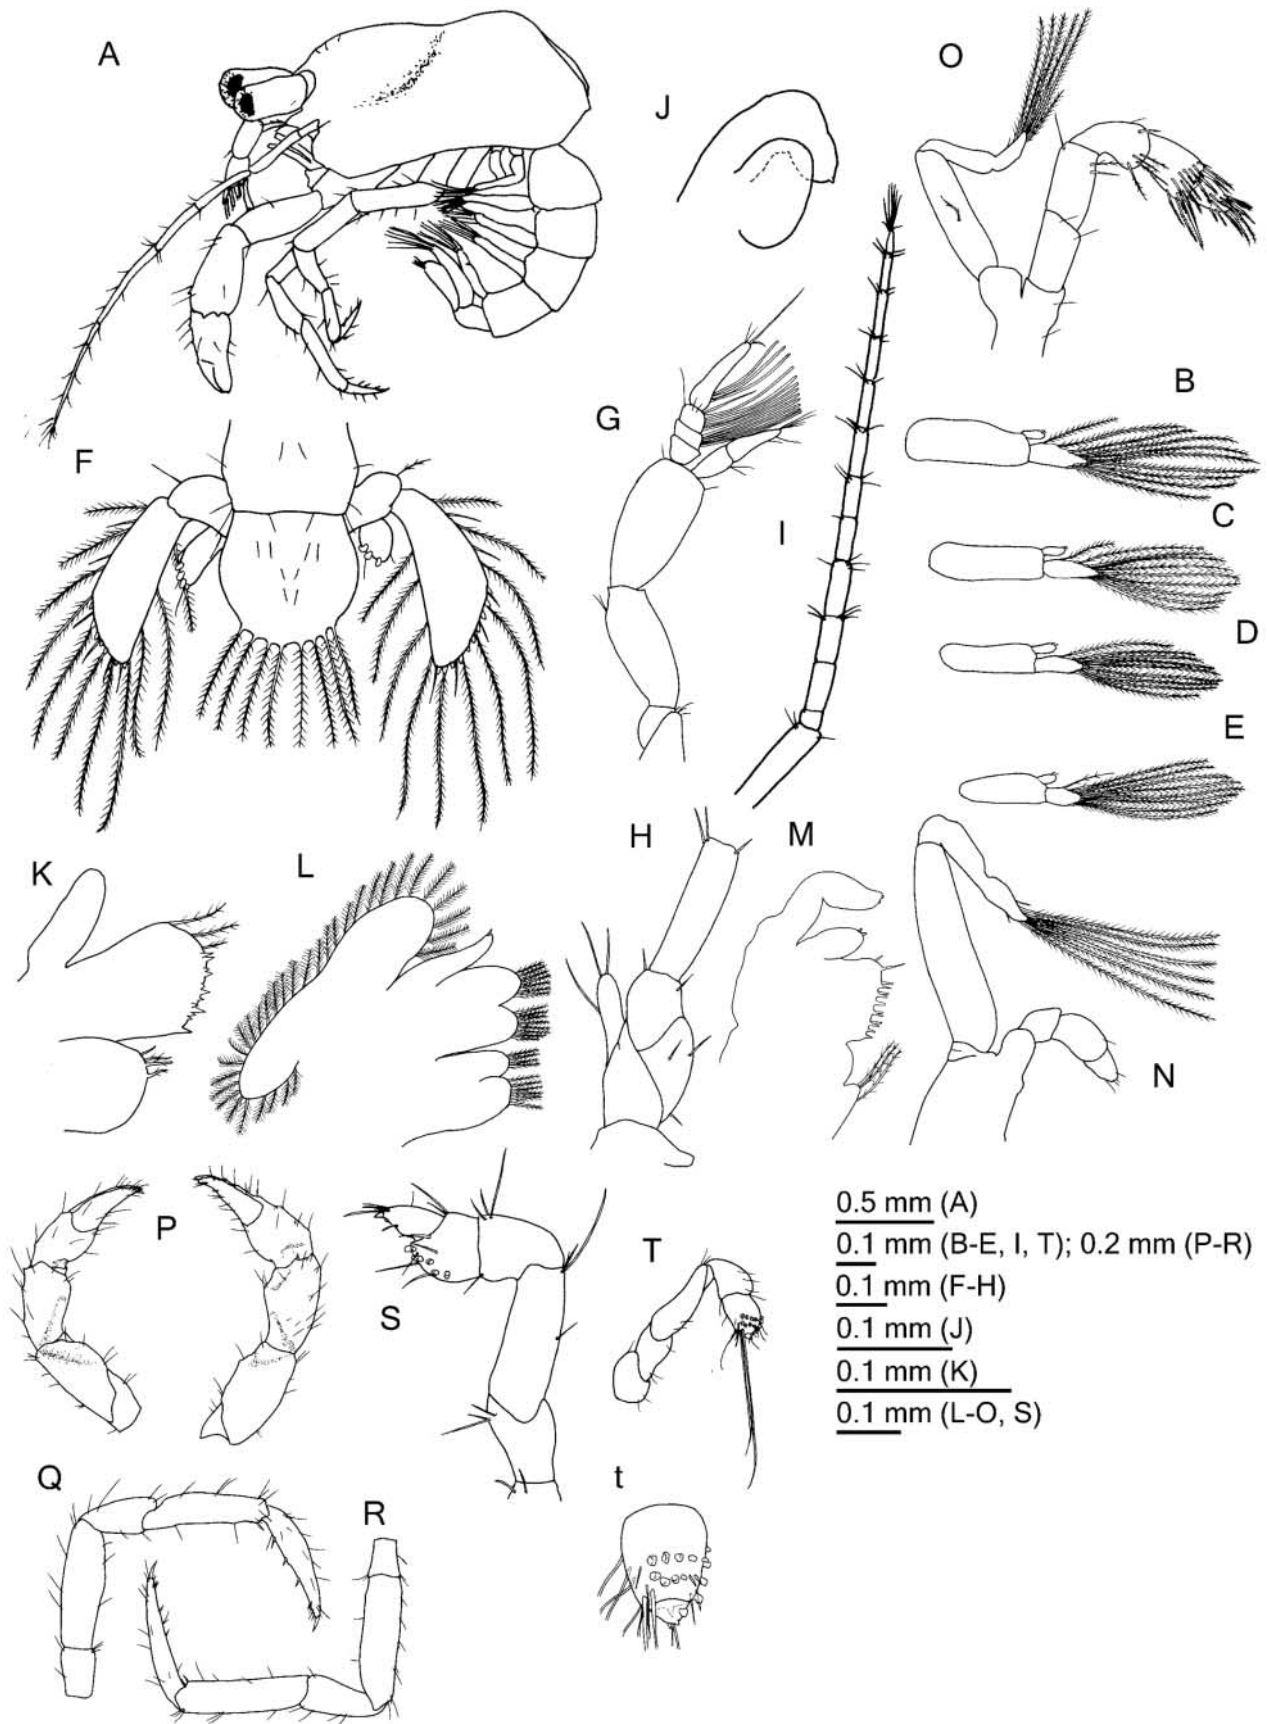 A
O
J
B
G
F
C
I
D
E
H
M
K
L
N
P
0.5 mm (A)
0.1 mm (B-E, I, T); 0.2 mm (P-R)
0.1 mm (F-H)
0.1 mm (J)
0.1 mm (K)
0.1 mm (L-O, S)
S
T
Q
R
t